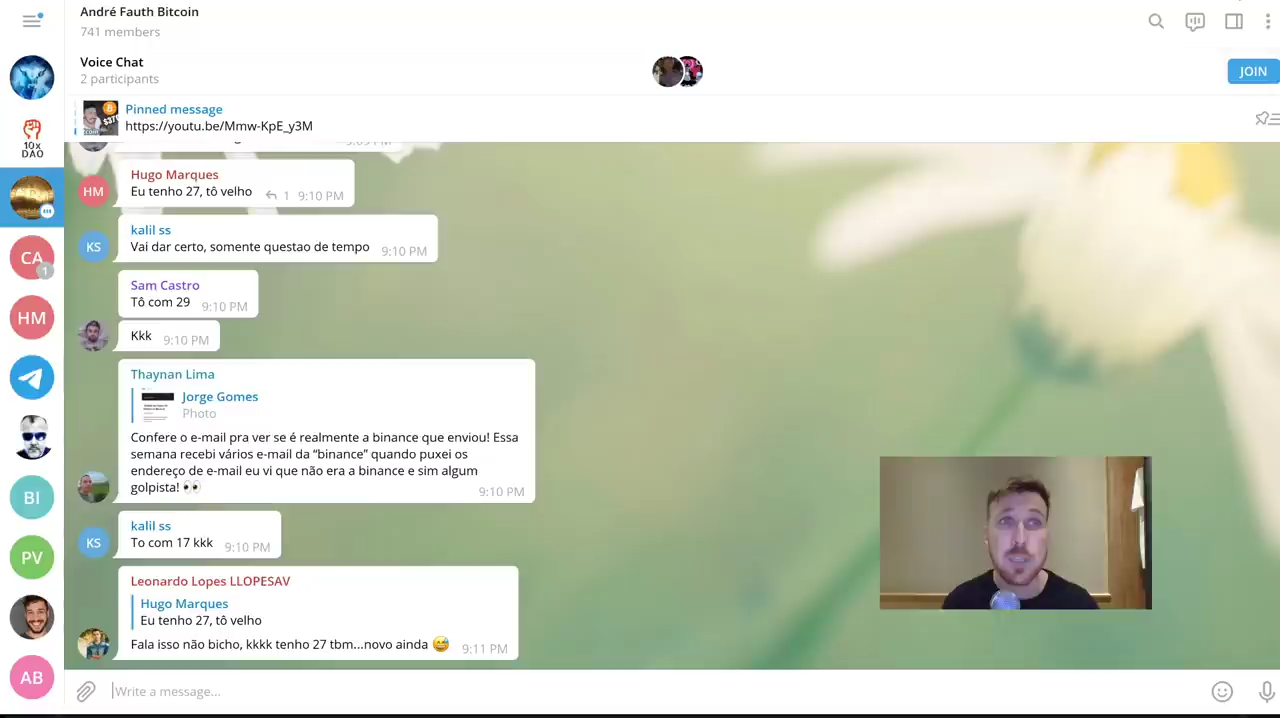 André Fauth Bitcoin
741 members
Voice Chat
2 participants
JOIN
Pinned message
https://youtu.be/Mmw-KpE_y3M
10x
DAO
CA
1
HM
BI
PV
AB
Hugo Marques
HM
Eu tenho 27, tô velho
1 9:10 PM
kalil ss
KS
Vai dar certo, somente questao de tempo
9:10 PM
Sam Castro
Tô com 29
9:10 PM
Kkk
9:10 PM
Thaynan Lima
Jorge Gomes
Photo
Confere o e-mail pra ver se é realmente a binance que enviou! Essa
semana recebi vários e-mail da “binance” quando puxei os
endereço de e-mail eu vi que não era a binance e sim algum
golpista! 👀
9:10 PM
kalil ss
KS
To com 17 kkk
9:10 PM
Leonardo Lopes LLOPESAV
Hugo Marques
Eu tenho 27, tô velho
Fala isso não bicho, kkkk tenho 27 tbm...novo ainda 😅
9:11 PM
Write a message...